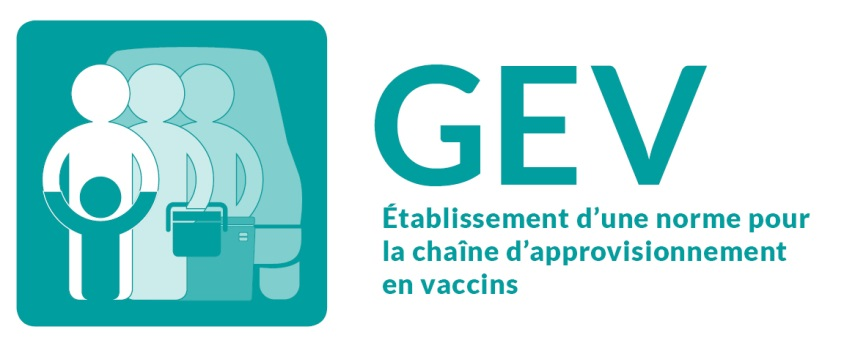 GEV
Établissement d’une norme pour
la chaîne d’approvisionnement
en vaccins